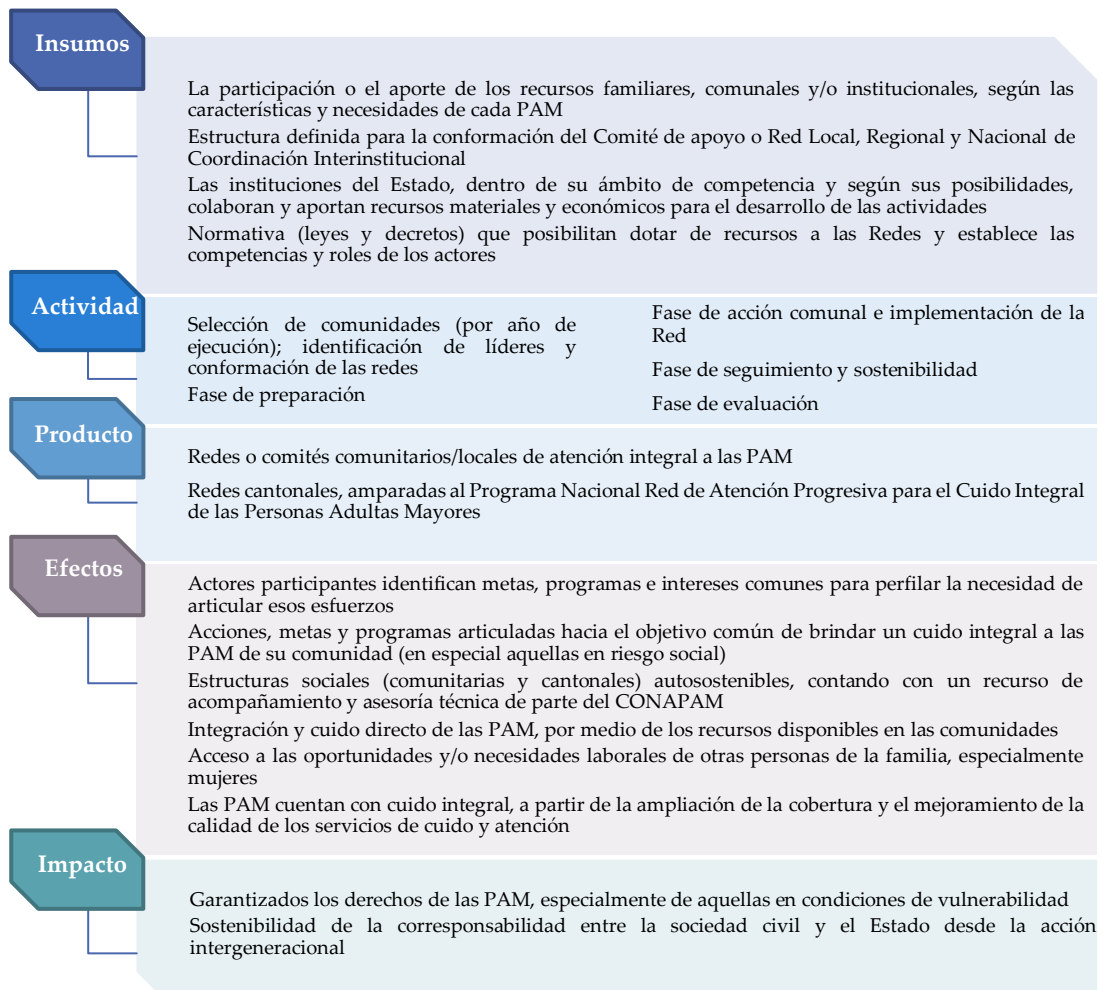 Insumos
La participación o el aporte de los recursos familiares, comunales y/o institucionales, según las
características y necesidades de cada PAM
Estructura definida para la conformación del Comité de apoyo o Red Local, Regional y Nacional de
Coordinación Interinstitucional
Las instituciones del Estado, dentro de su ámbito de competencia y según sus posibilidades,
colaboran y aportan recursos materiales y económicos para el desarrollo de las actividades
Normativa (leyes y decretos) que posibilitan dotar de recursos a las Redes y establece las
competencias y roles de los actores
Actividad
Selección de comunidades (por año de
ejecución); identificación de líderes y
conformación de las redes
Fase de preparación
Fase de acción comunal e implementación de la
Red
Fase de seguimiento y sostenibilidad
Fase de evaluación
Producto
Redes o comités comunitarios/locales de atención integral a las PAM
Redes cantonales, amparadas al Programa Nacional Red de Atención Progresiva para el Cuido Integral
de las Personas Adultas Mayores
Efectos
Actores participantes identifican metas, programas e intereses comunes para perfilar la necesidad de
articular esos esfuerzos
Acciones, metas y programas articuladas hacia el objetivo común de brindar un cuido integral a las
PAM de su comunidad (en especial aquellas en riesgo social)
Estructuras sociales (comunitarias y cantonales) autosostenibles, contando con un recurso de
acompañamiento y asesoría técnica de parte del CONAPAM
Integración y cuido directo de las PAM, por medio de los recursos disponibles en las comunidades
Acceso a las oportunidades y/o necesidades laborales de otras personas de la familia, especialmente
mujeres
Las PAM cuentan con cuido integral, a partir de la ampliación de la cobertura y el mejoramiento de la
calidad de los servicios de cuido y atención
Impacto
Garantizados los derechos de las PAM, especialmente de aquellas en condiciones de vulnerabilidad
Sostenibilidad de la corresponsabilidad entre la sociedad civil y el Estado desde la acción
intergeneracional